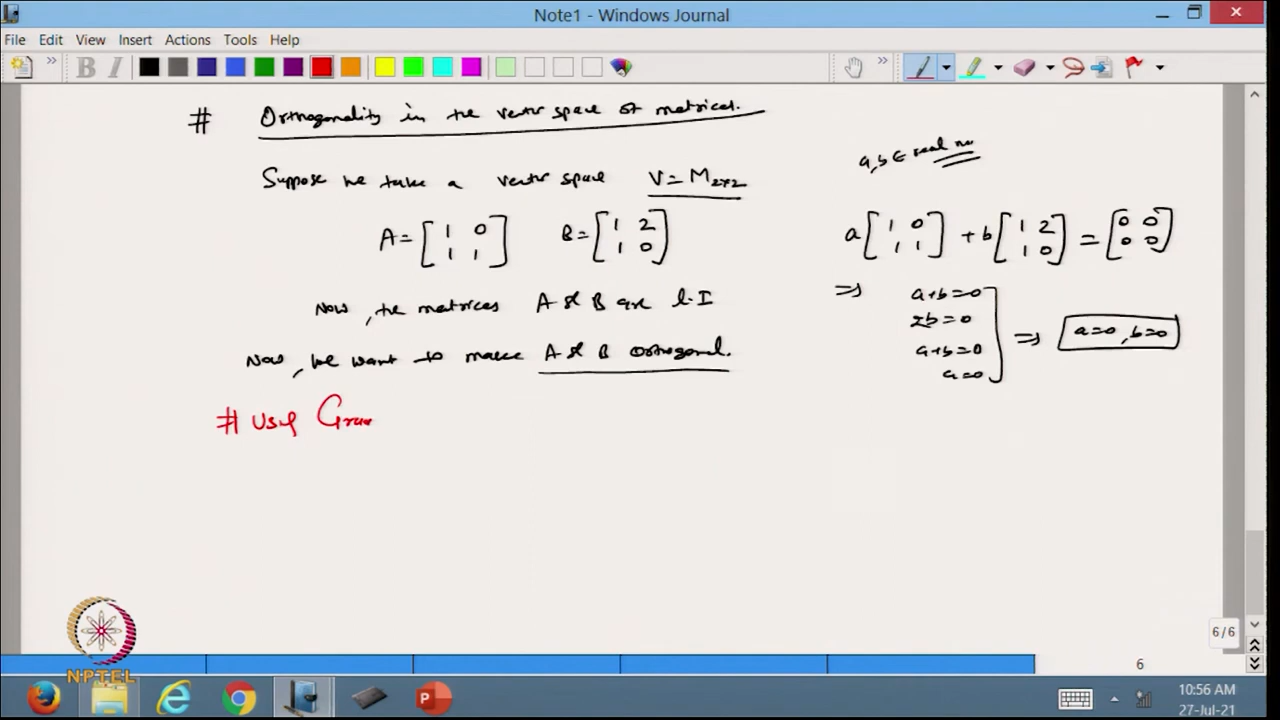 Note1 - Windows Journal
File Edit View Insert Actions Tools Help
B I
# Orthogonality in the vector space of matrices.
Suppose we take a vector space V = M2x2
a, b ∈ real no
A = [1 0; 1 1] B = [1 2; 1 0]
a[1 0; 1 1] + b[1 2; 1 0] = [0 0; 0 0]
Now, the matrices A & B are L.I
⇒ a+b=0
2b=0
a+b=0
a=0
⇒ a=0, b=0
Now, we want to make A & B orthogonal.
# Using Gram
NPTEL
6/6
6
10:56 AM
27-Jul-21